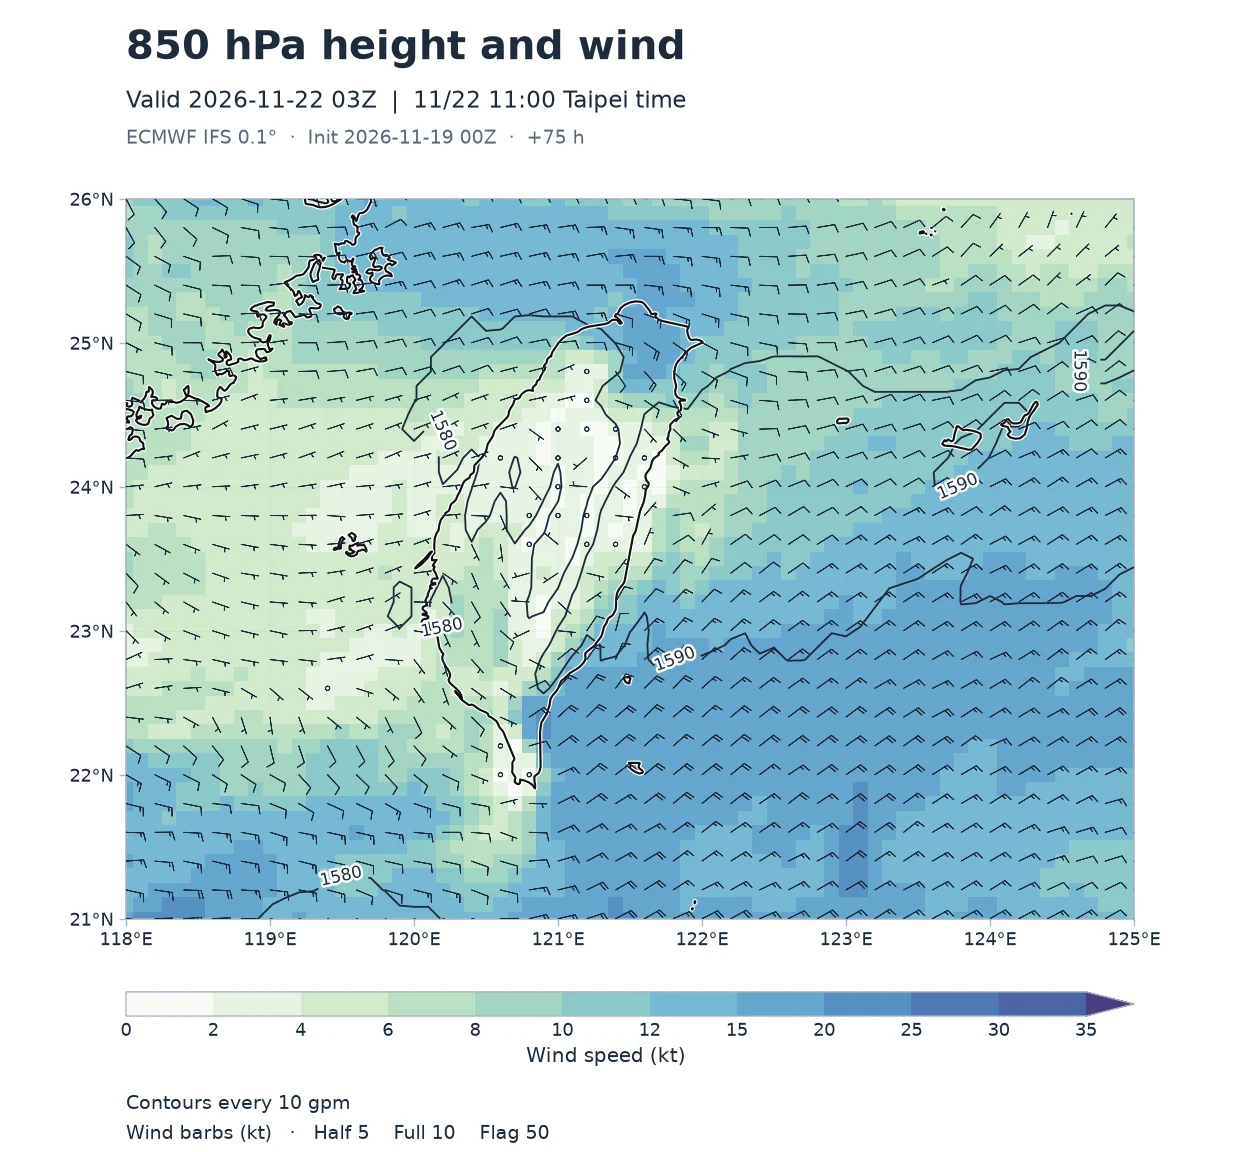 850 hPa height and wind
Valid 2026-11-22 03Z | 11/22 11:00 Taipei time
ECMWF IFS 0.1° · Init 2026-11-19 00Z · +75 h
26°N
25°N
1590
1580
24°N
1590
23°N
1580
1590
22°N
1580
21°N
118°E 119°E 120°E 121°E 122°E 123°E 124°E 125°E
0 2 4 6 8 10 12 15 20 25 30 35
Wind speed (kt)
Contours every 10 gpm
Wind barbs (kt) · Half 5 Full 10 Flag 50